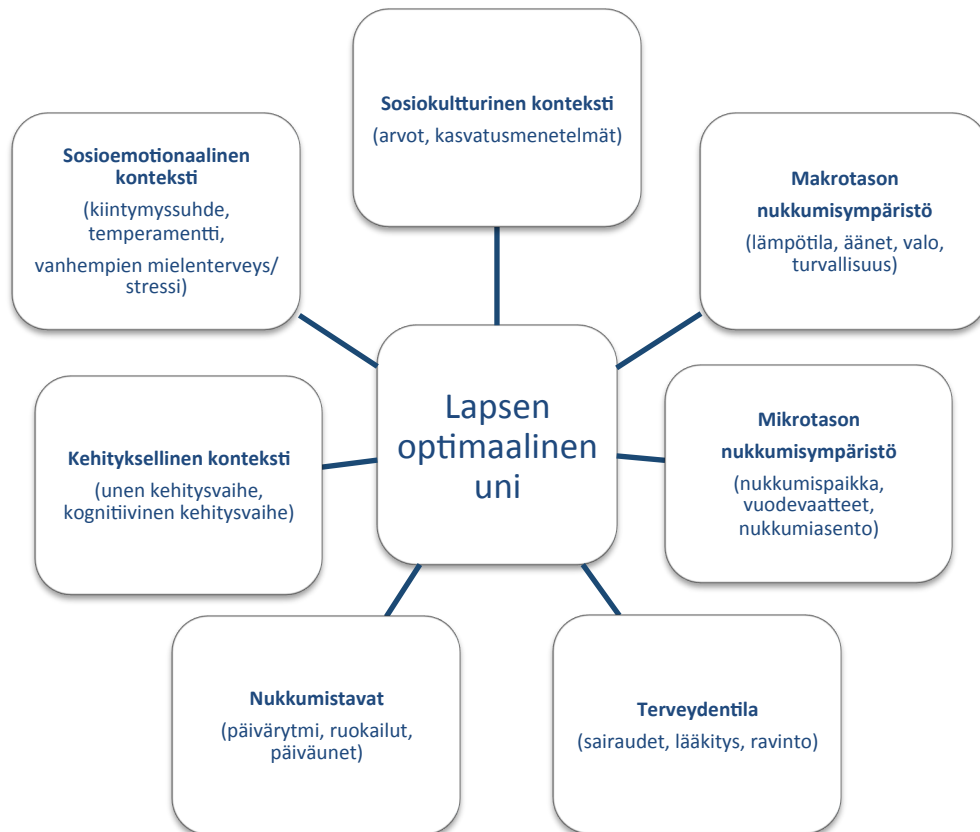 Sosiokultturinen konteksti
(arvot, kasvatusmenetelmät)
Sosioemotionaalinen
konteksti
(kiintymyssuhde,
temperamentti,
vanhempien mielenterveys/
stressi)
Makrotason
nukkumisympäristö
(lämpötila, äänet, valo,
turvallisuus)
Lapsen
optimaalinen
uni
Kehityksellinen konteksti
(unen kehitysvaihe,
kognitiivinen kehitysvaihe)
Mikrotason
nukkumisympäristö
(nukkumispaikka,
vuodevaatteet,
nukkumiasento)
Nukkumistavat
(päivärytmi, ruokailut,
päiväunet)
Terveydentila
(sairaudet, lääkitys, ravinto)